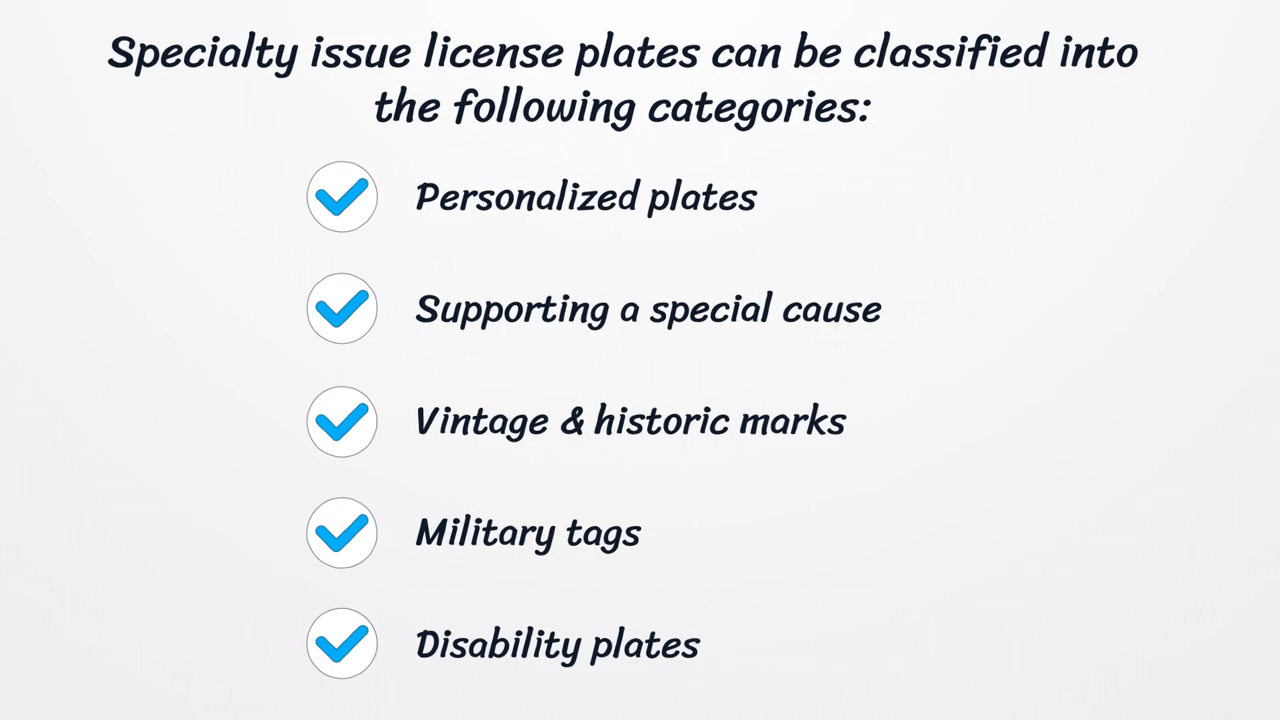 Specialty issue license plates can be classified into
the following categories:
Personalized plates
Supporting a special cause
Vintage & historic marks
Military tags
Disability plates